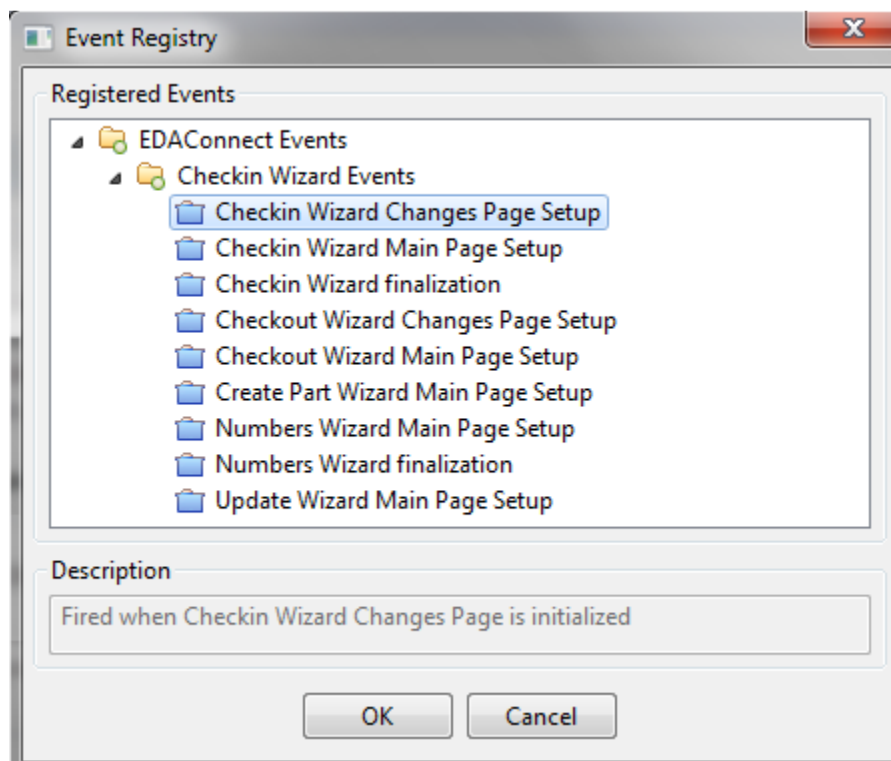 Event Registry
Registered Events
EDAConnect Events
Checkin Wizard Events
Checkin Wizard Changes Page Setup
Checkin Wizard Main Page Setup
Checkin Wizard finalization
Checkout Wizard Changes Page Setup
Checkout Wizard Main Page Setup
Create Part Wizard Main Page Setup
Numbers Wizard Main Page Setup
Numbers Wizard finalization
Update Wizard Main Page Setup
Description
Fired when Checkin Wizard Changes Page is initialized
OK Cancel